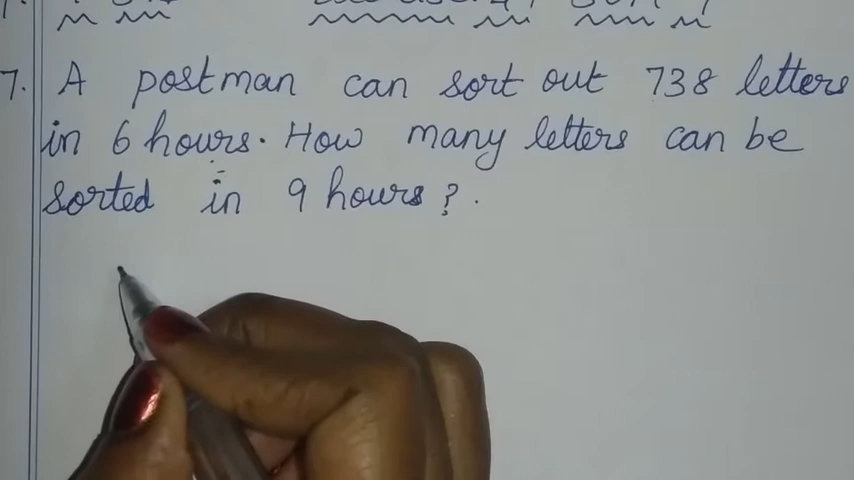 7. A postman can sort out 738 letters
in 6 hours. How many letters can be
sorted in 9 hours?.